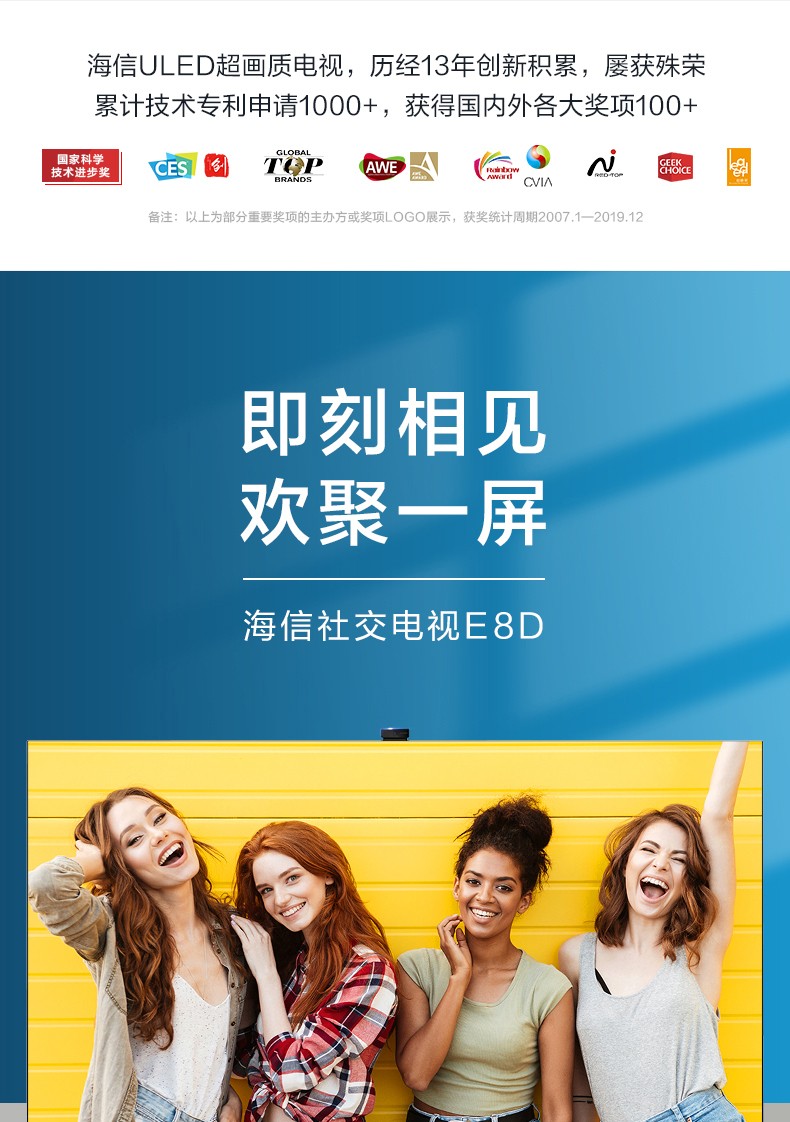 海信ULED超画质电视，历经13年创新积累，屡获殊荣
累计技术专利申请1000+，获得国内外各大奖项100+
国家科学
技术进步奖
CES
创
GLOBAL
TOP
BRANDS
AWE
AWE
AWARD
Rainbow
Award
CVIA
RED-TOP
GEEK
CHOICE
leader
备注：以上为部分重要奖项的主办方或奖项LOGO展示，获奖统计周期2007.1—2019.12
即刻相见
欢聚一屏
海信社交电视E8D